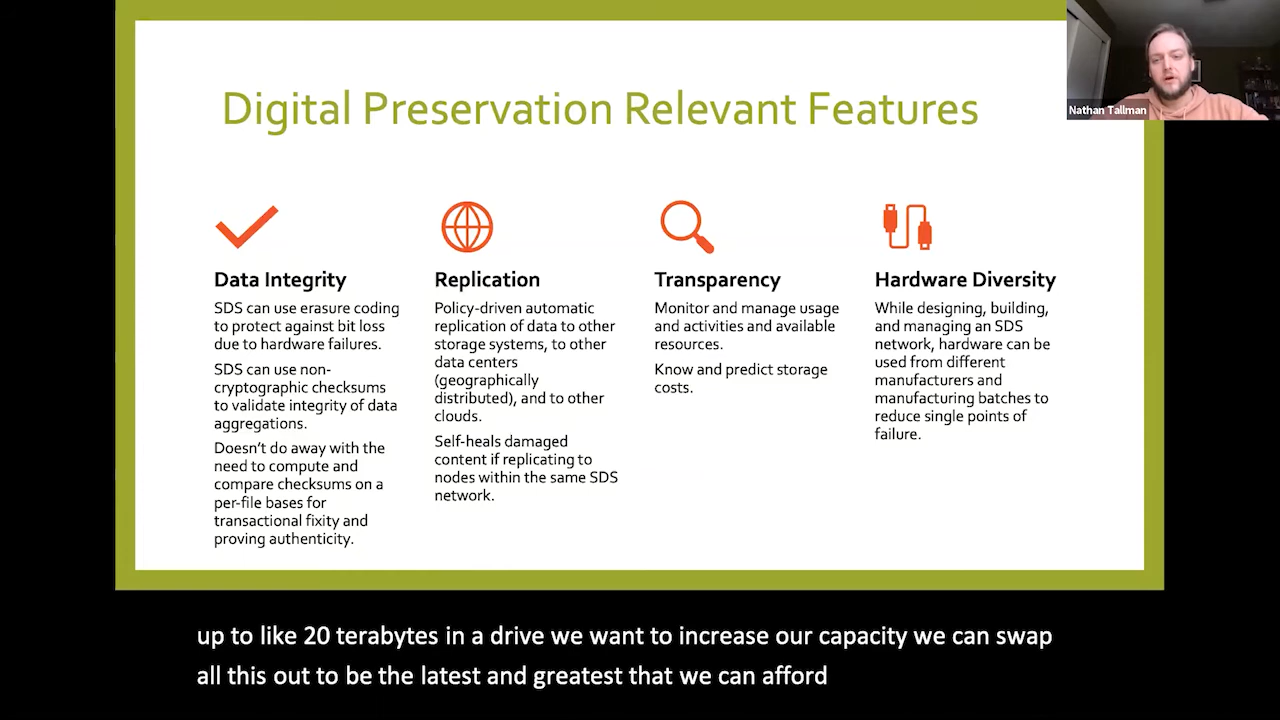 Digital Preservation Relevant Features
Nathan Tallman
Data Integrity
SDS can use erasure coding
to protect against bit loss
due to hardware failures.
SDS can use non-
cryptographic checksums
to validate integrity of data
aggregations.
Doesn't do away with the
need to compute and
compare checksums on a
per-file bases for
transactional fixity and
proving authenticity.
Replication
Policy-driven automatic
replication of data to other
storage systems, to other
data centers
(geographically
distributed), and to other
clouds.
Self-heals damaged
content if replicating to
nodes within the same SDS
network.
Transparency
Monitor and manage usage
and activities and available
resources.
Know and predict storage
costs.
Hardware Diversity
While designing, building,
and managing an SDS
network, hardware can be
used from different
manufacturers and
manufacturing batches to
reduce single points of
failure.
up to like 20 terabytes in a drive we want to increase our capacity we can swap
all this out to be the latest and greatest that we can afford